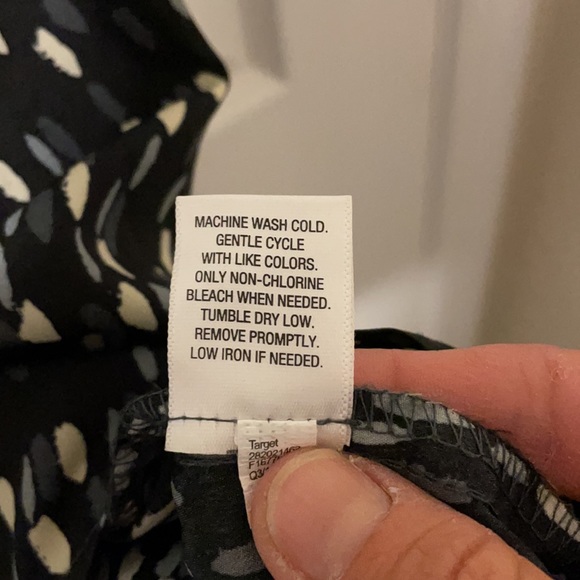 MACHINE WASH COLD.
GENTLE CYCLE
WITH LIKE COLORS.
ONLY NON-CHLORINE
BLEACH WHEN NEEDED.
TUMBLE DRY LOW.
REMOVE PROMPTLY.
LOW IRON IF NEEDED.
Target